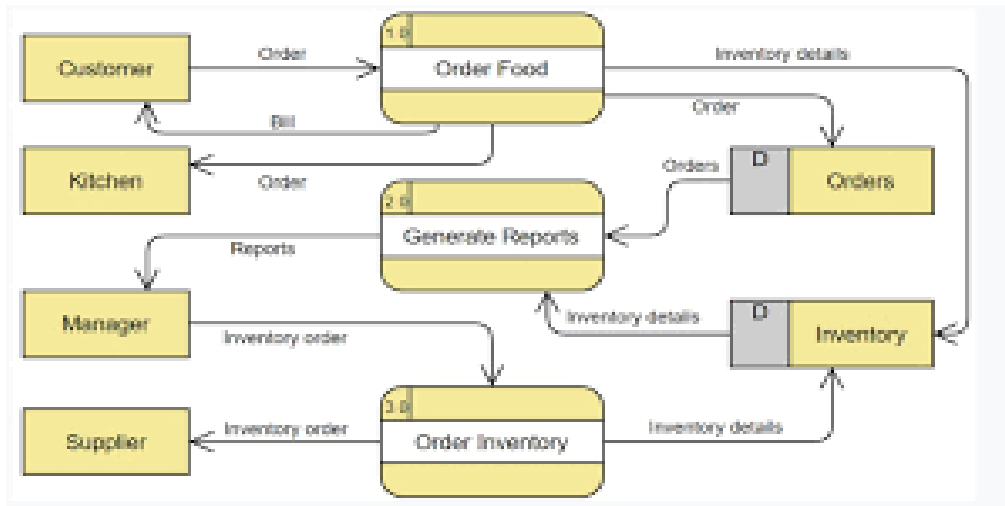 1.0
Customer
Order
Order Food
Inventory details
Order
Bill
Kitchen
Order
D
Orders
Orders
2.0
Generate Reports
Reports
Manager
Inventory details
D
Inventory
Inventory order
3.0
Supplier
Inventory order
Order Inventory
Inventory details